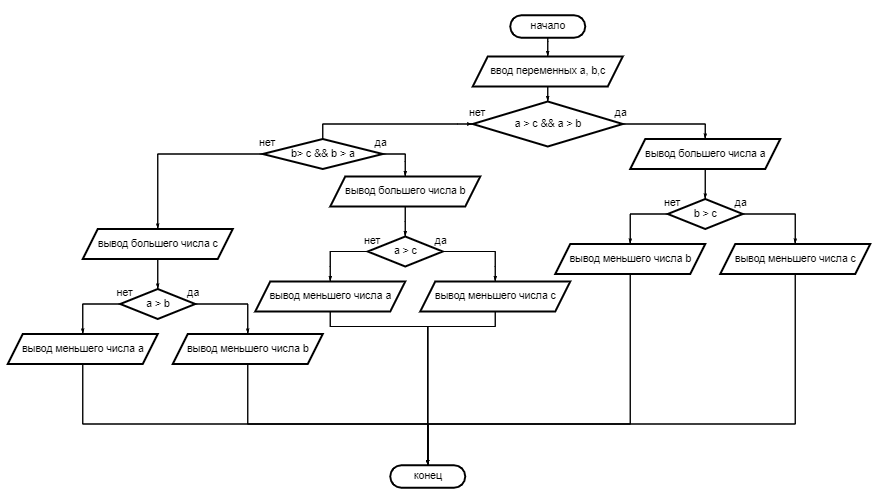 начало
ввод переменных a, b,c
нет
да
a > c && a > b
нет
да
b> c && b > a
вывод большего числа a
вывод большего числа b
нет
да
b > c
вывод большего числа c
нет
да
a > c
вывод меньшего числа b
вывод меньшего числа c
нет
да
a > b
вывод меньшего числа a
вывод меньшего числа c
вывод меньшего числа a
вывод меньшего числа b
конец